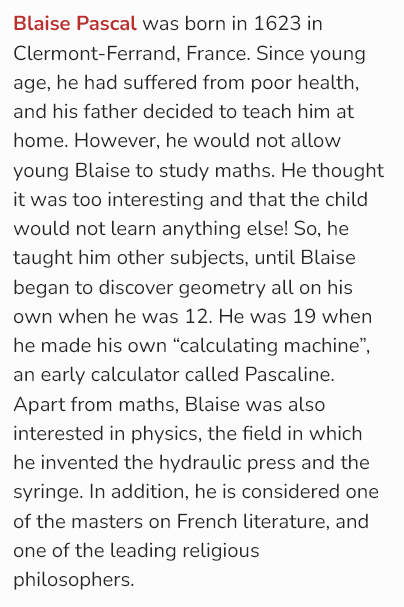 Blaise Pascal was born in 1623 in
Clermont-Ferrand, France. Since young
age, he had suffered from poor health,
and his father decided to teach him at
home. However, he would not allow
young Blaise to study maths. He thought
it was too interesting and that the child
would not learn anything else! So, he
taught him other subjects, until Blaise
began to discover geometry all on his
own when he was 12. He was 19 when
he made his own “calculating machine”,
an early calculator called Pascaline.
Apart from maths, Blaise was also
interested in physics, the field in which
he invented the hydraulic press and the
syringe. In addition, he is considered one
of the masters on French literature, and
one of the leading religious
philosophers.